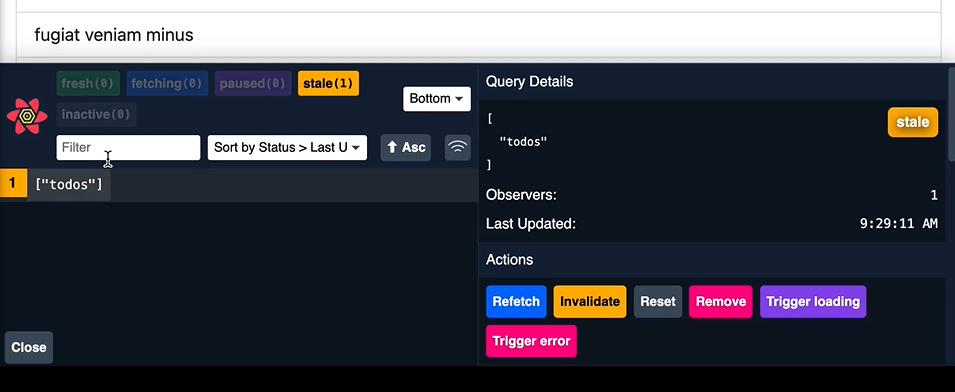 fugiat veniam minus
fresh(0) fetching(0) paused(0) stale(1)
inactive(0)
Bottom
Filter Sort by Status > Last U Asc
1 ["todos"]
Close
Query Details
[
"todos"
]
stale
Observers: 1
Last Updated: 9:29:11 AM
Actions
Refetch Invalidate Reset Remove Trigger loading
Trigger error